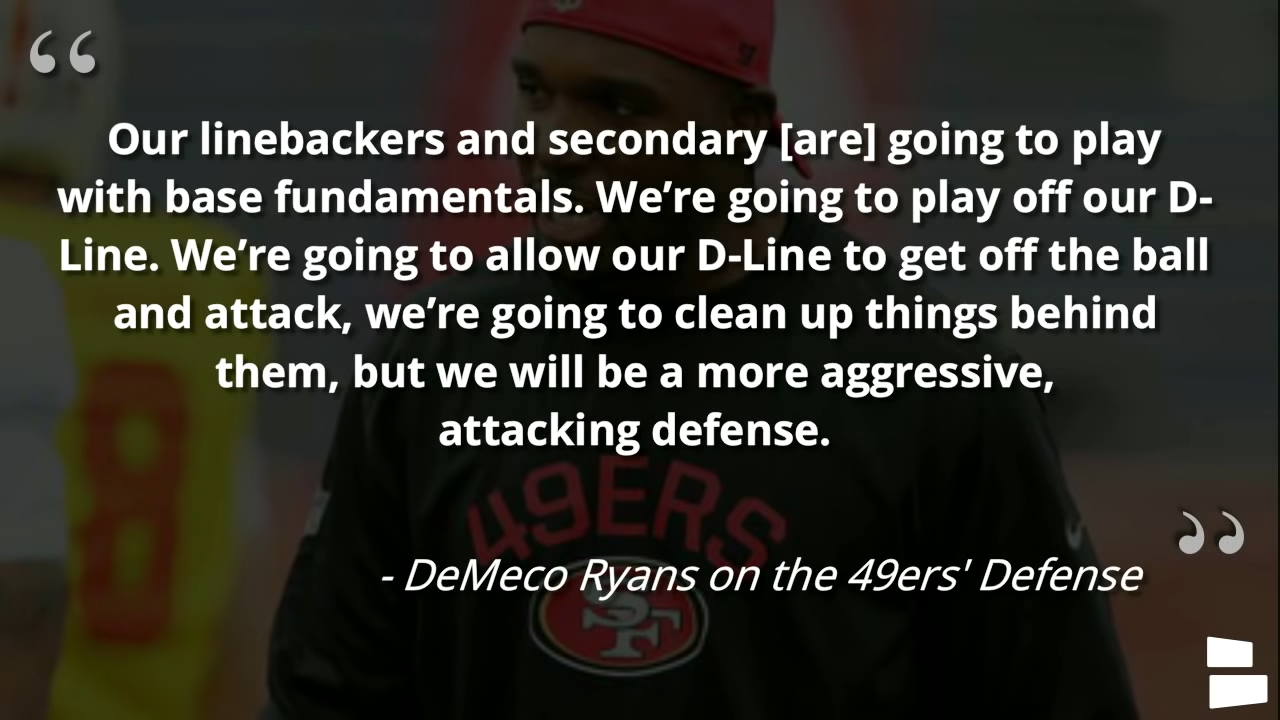 “
Our linebackers and secondary [are] going to play
with base fundamentals. We’re going to play off our D-
Line. We’re going to allow our D-Line to get off the ball
and attack, we’re going to clean up things behind
them, but we will be a more aggressive,
attacking defense.
”
49ERS
- DeMeco Ryans on the 49ers' Defense
SF